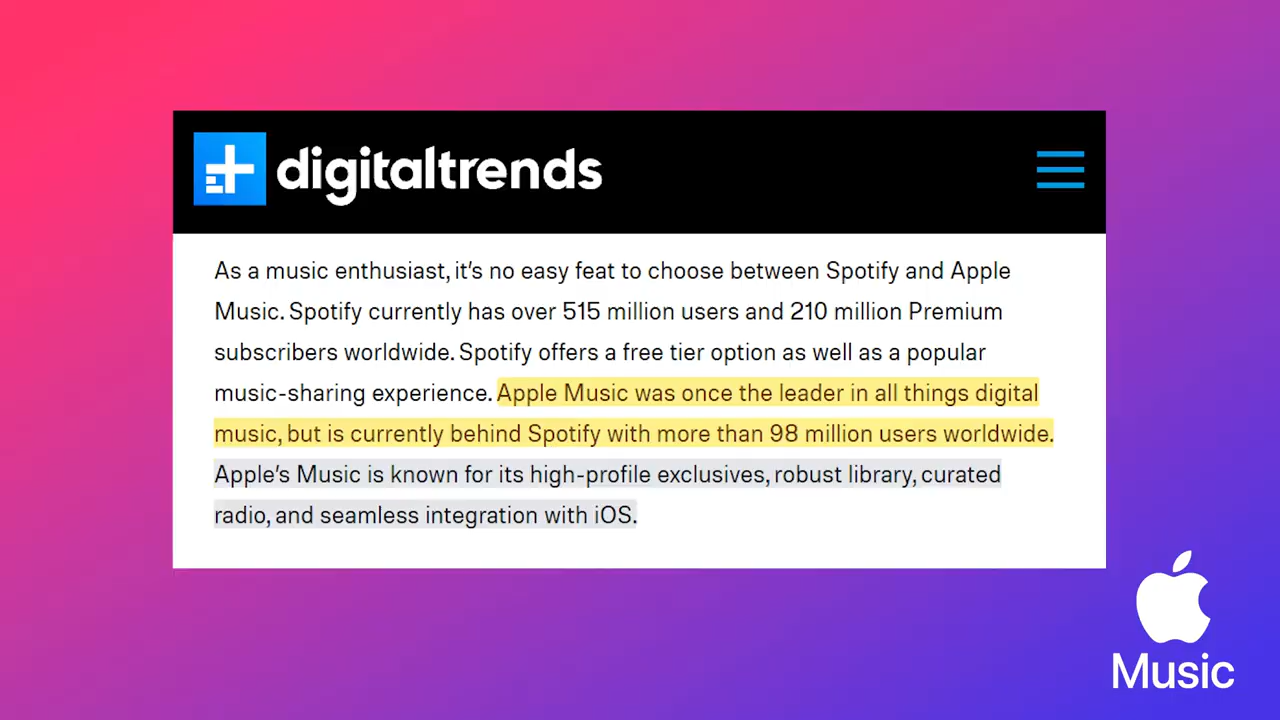 digitaltrends
As a music enthusiast, it's no easy feat to choose between Spotify and Apple
Music. Spotify currently has over 515 million users and 210 million Premium
subscribers worldwide. Spotify offers a free tier option as well as a popular
music-sharing experience. Apple Music was once the leader in all things digital
music, but is currently behind Spotify with more than 98 million users worldwide.
Apple's Music is known for its high-profile exclusives, robust library, curated
radio, and seamless integration with iOS.
Music